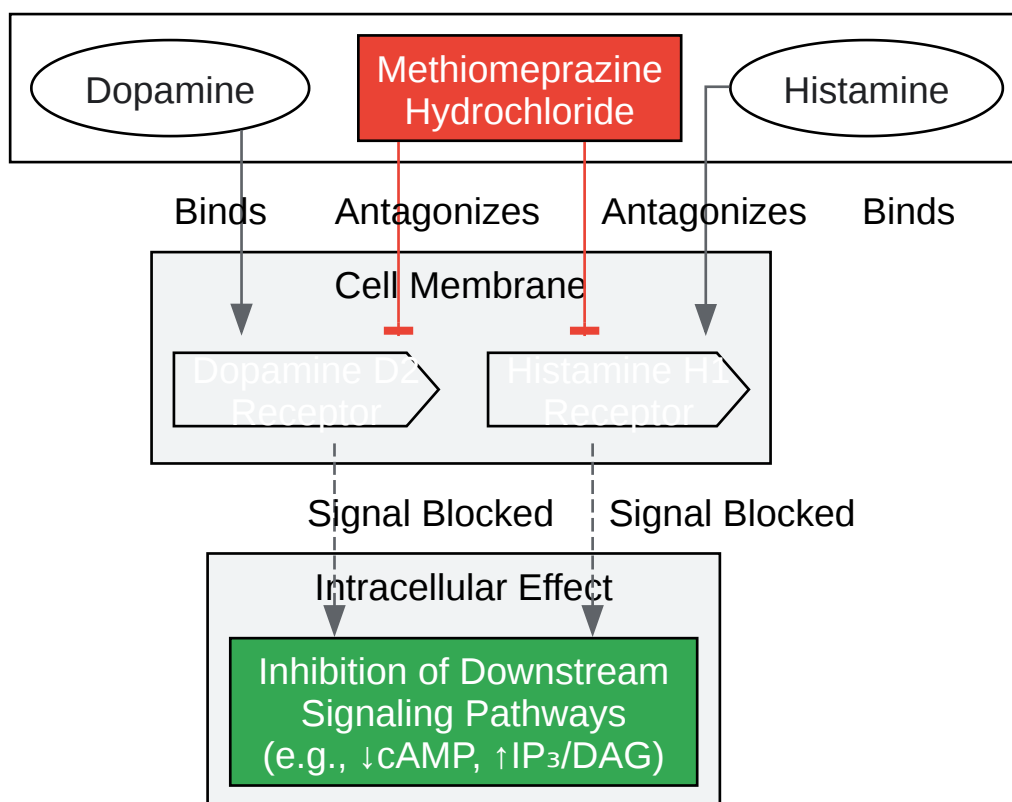 Dopamine
Methiomeprazine
Hydrochloride
Histamine
Binds
Antagonizes
Antagonizes
Binds
Cell Membrane
Dopamine D2
Receptor
Histamine H1
Receptor
Signal Blocked
Signal Blocked
Intracellular Effect
Inhibition of Downstream
Signaling Pathways
(e.g., ↓cAMP, ↑IP₃/DAG)